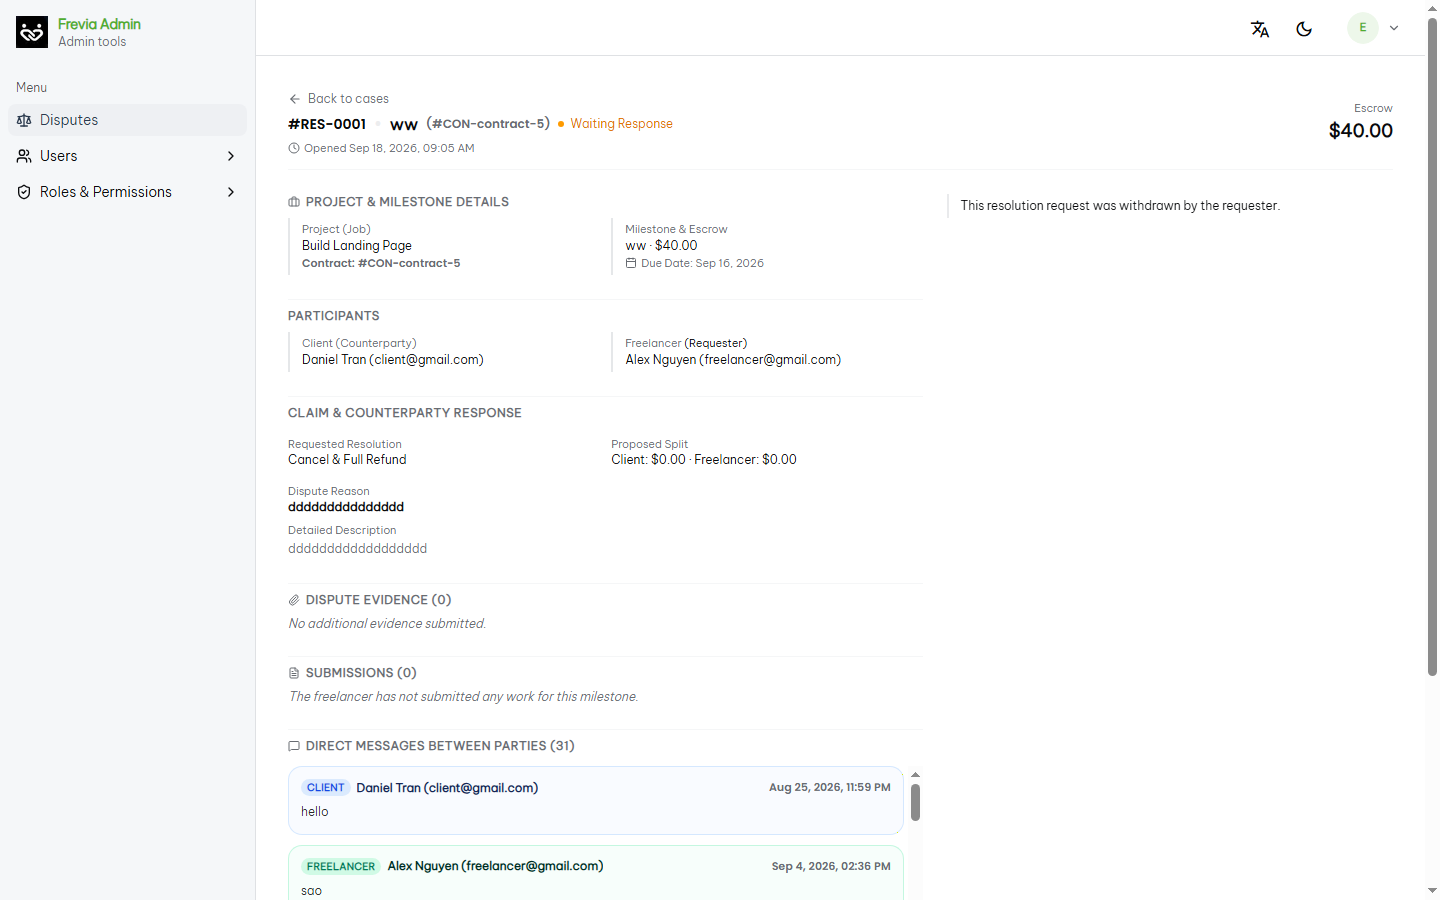 Frevia Admin
Admin tools
Menu
Disputes
Users
Roles & Permissions
E
Back to cases
#RES-0001 ww (#CON-contract-5) Waiting Response
Opened Sep 18, 2026, 09:05 AM
Escrow
$40.00
PROJECT & MILESTONE DETAILS
Project (Job)
Build Landing Page
Contract: #CON-contract-5
Milestone & Escrow
ww · $40.00
Due Date: Sep 16, 2026
This resolution request was withdrawn by the requester.
PARTICIPANTS
Client (Counterparty)
Daniel Tran (client@gmail.com)
Freelancer (Requester)
Alex Nguyen (freelancer@gmail.com)
CLAIM & COUNTERPARTY RESPONSE
Requested Resolution
Cancel & Full Refund
Proposed Split
Client: $0.00 · Freelancer: $0.00
Dispute Reason
ddddddddddddddd
Detailed Description
dddddddddddddddddd
DISPUTE EVIDENCE (0)
No additional evidence submitted.
SUBMISSIONS (0)
The freelancer has not submitted any work for this milestone.
DIRECT MESSAGES BETWEEN PARTIES (31)
CLIENT Daniel Tran (client@gmail.com) Aug 25, 2026, 11:59 PM
hello
FREELANCER Alex Nguyen (freelancer@gmail.com) Sep 4, 2026, 02:36 PM
sao